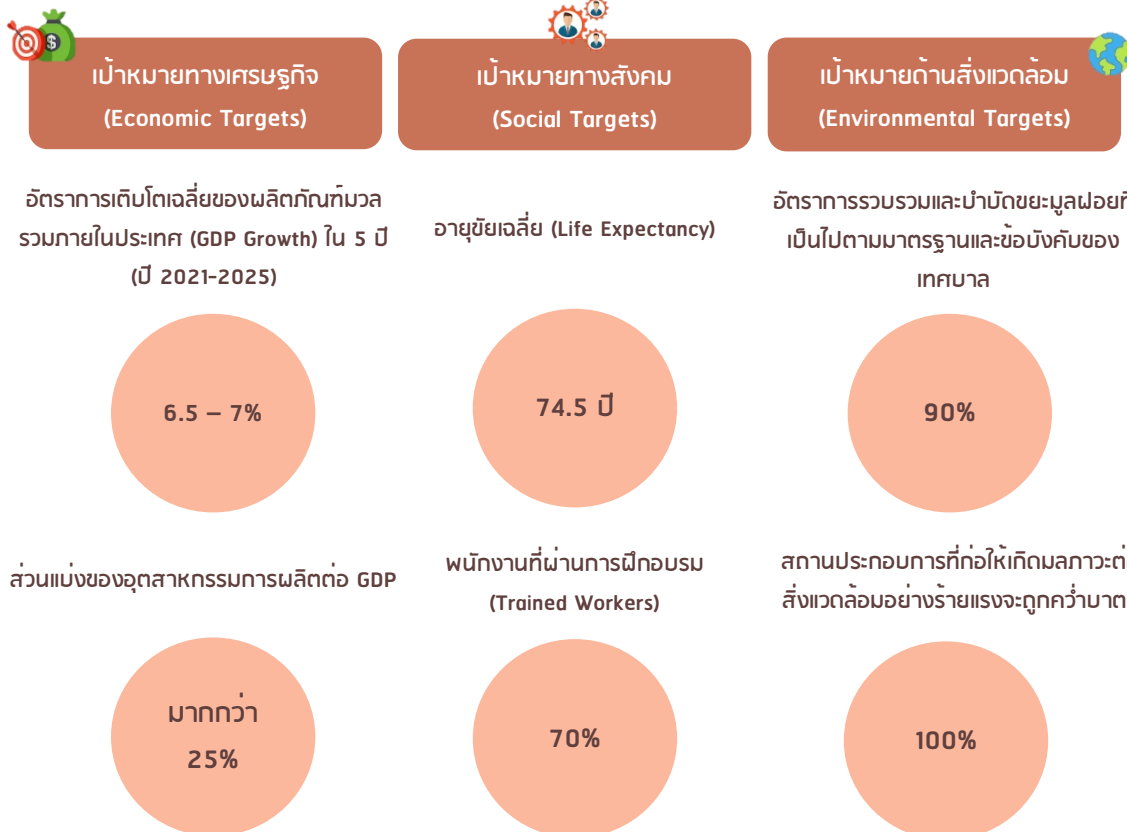 เป้าหมายทางเศรษฐกิจ
(Economic Targets)
อัตราการเติบโตเฉลี่ยของผลิตภัณฑ์มวล
รวมภายในประเทศ (GDP Growth) ใน 5 ปี
(ปี 2021-2025)
6.5 – 7%
ส่วนแบ่งของอุตสาหกรรมการผลิตต่อ GDP
มากกว่า
25%
เป้าหมายทางสังคม
(Social Targets)
อายุขัยเฉลี่ย (Life Expectancy)
74.5 ปี
พนักงานที่ผ่านการฝึกอบรม
(Trained Workers)
70%
เป้าหมายด้านสิ่งแวดล้อม
(Environmental Targets)
อัตราการรวบรวมและบำบัดขยะมูลฝอยที่
เป็นไปตามมาตรฐานและข้อบังคับของ
เทศบาล
90%
สถานประกอบการที่ก่อให้เกิดมลภาวะต่
สิ่งแวดล้อมอย่างร้ายแรงจะถูกคว่ำบาต
100%